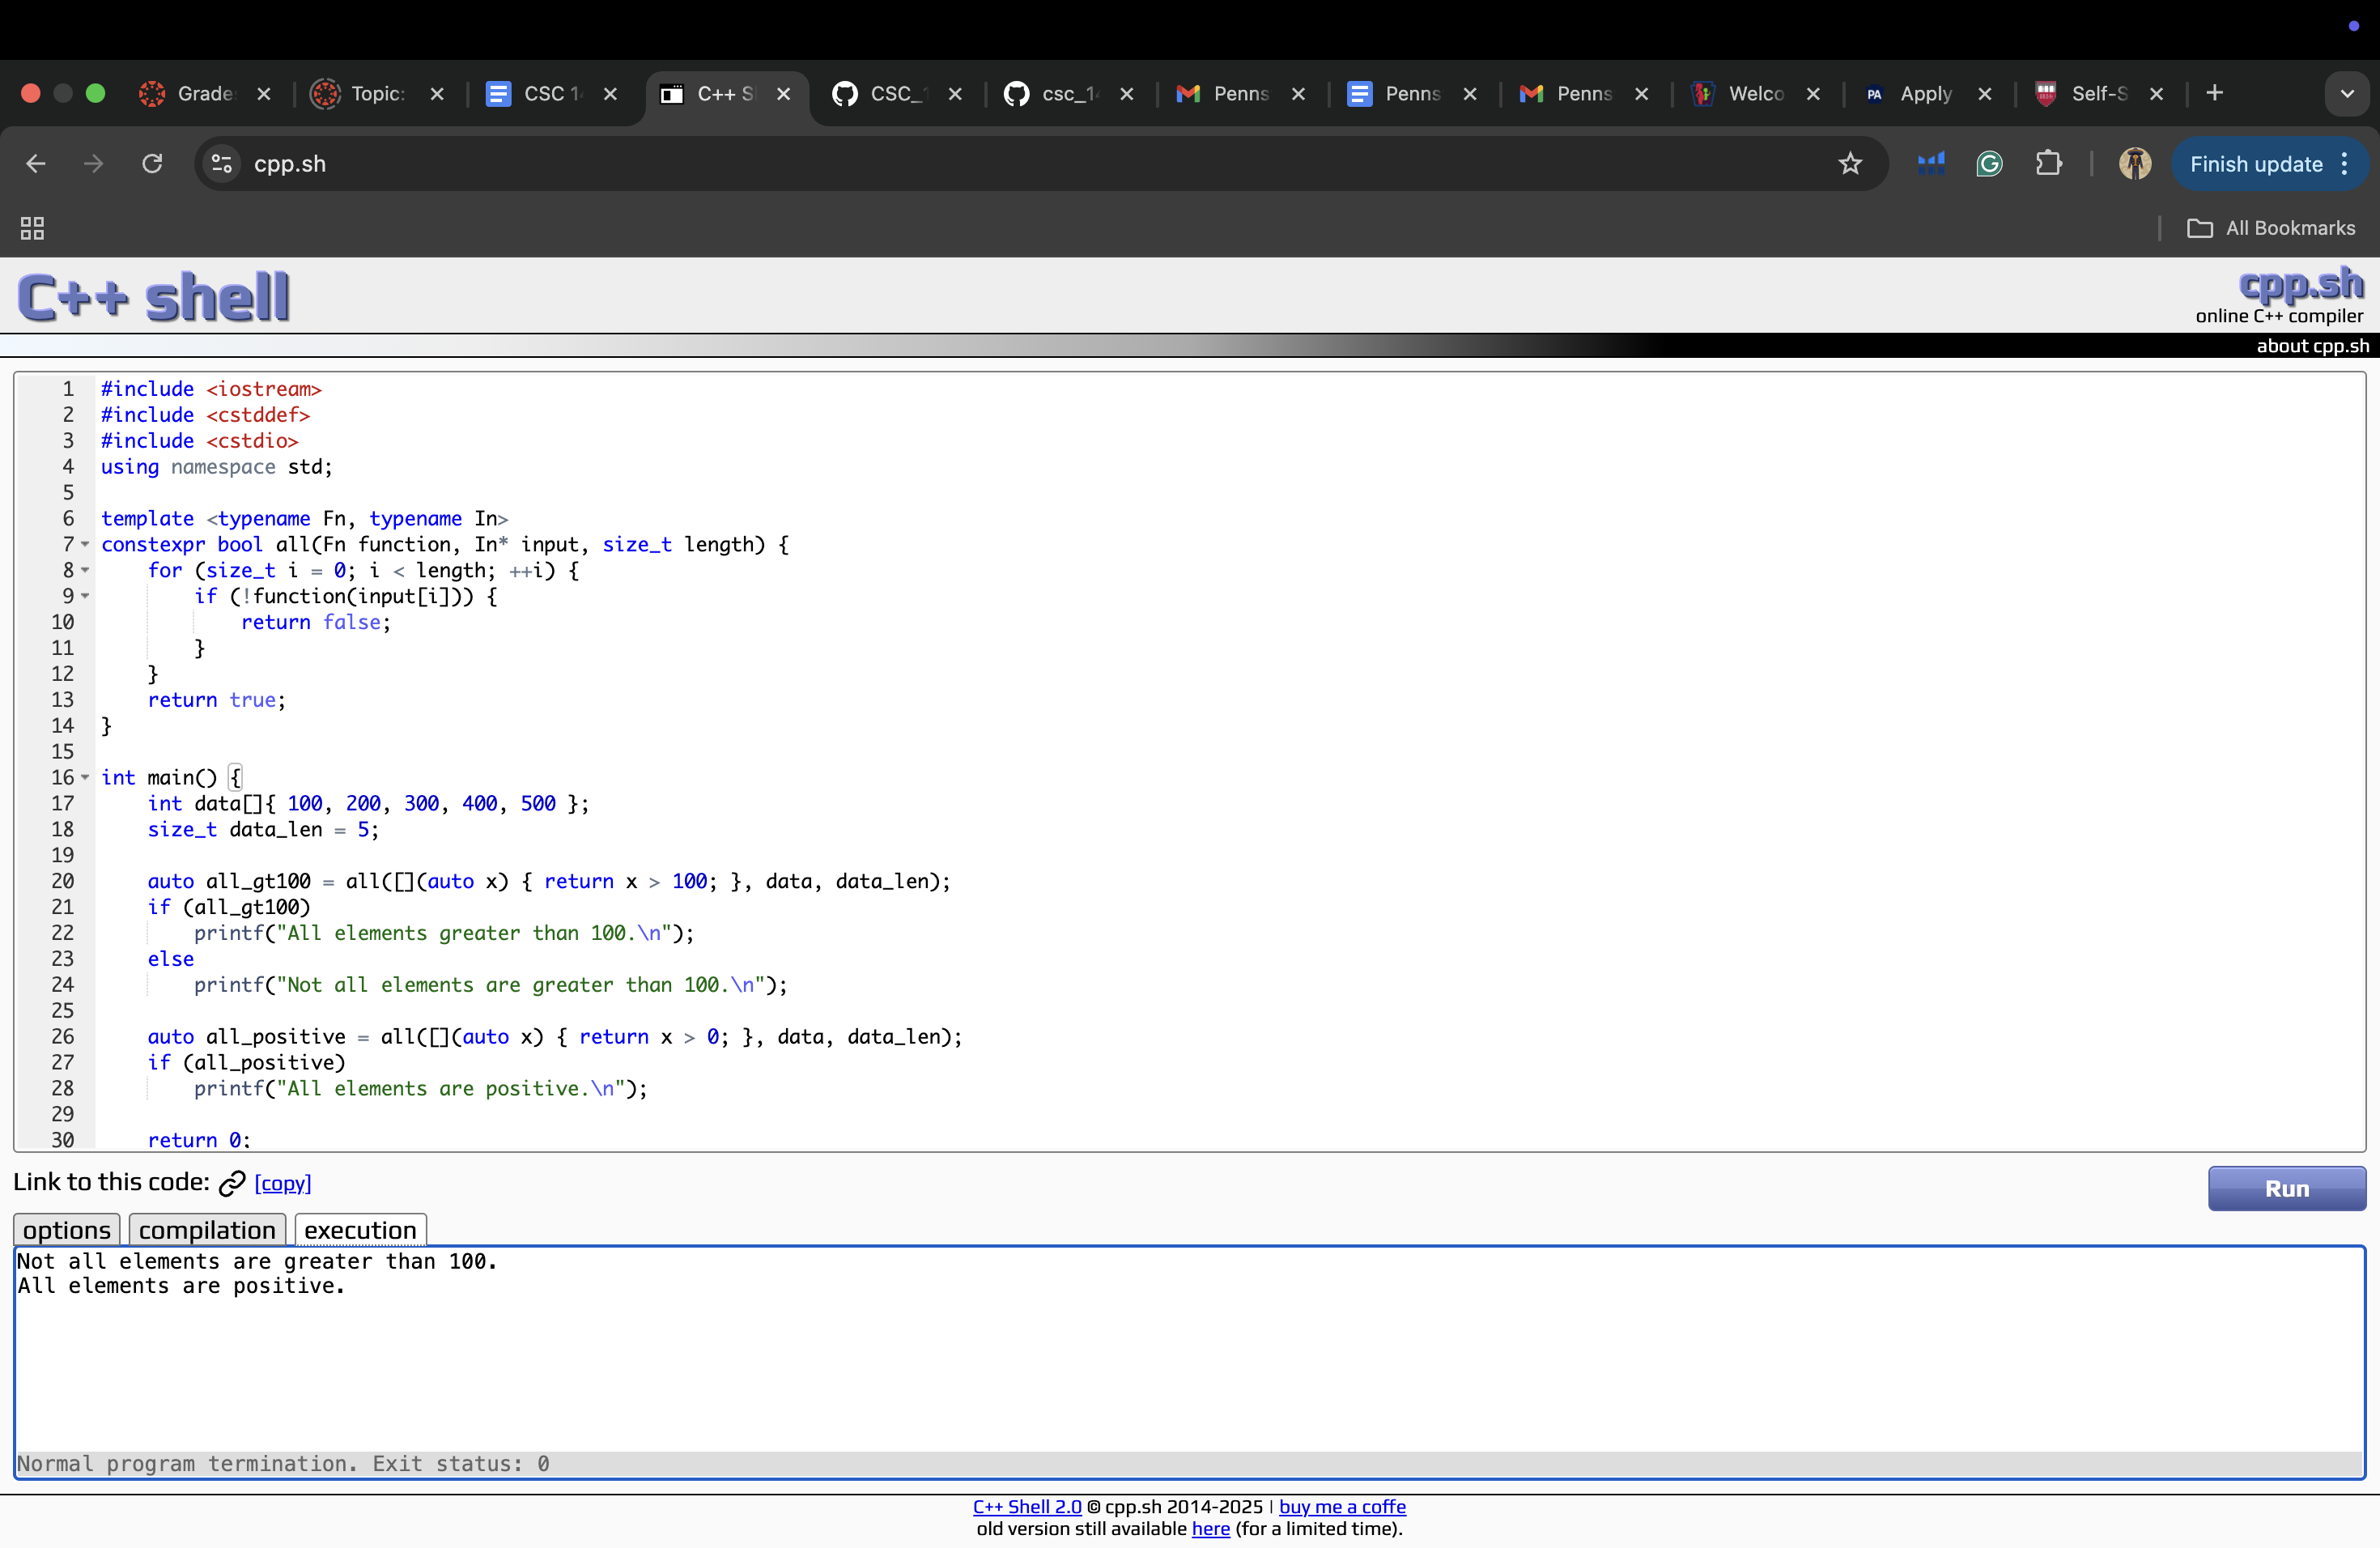 Grade
Topic:
CSC 1
C++ S
CSC_
csc_1
Penns
Penns
Penns
Welco
PA Apply
Self-S
cpp.sh
Finish update
All Bookmarks
C++ shell
cpp.sh
online C++ compiler
about cpp.sh
1 #include <iostream>
2 #include <cstddef>
3 #include <cstdio>
4 using namespace std;
5
6 template <typename Fn, typename In>
7 constexpr bool all(Fn function, In* input, size_t length) {
8     for (size_t i = 0; i < length; ++i) {
9         if (!function(input[i])) {
10             return false;
11         }
12     }
13     return true;
14 }
15
16 int main() {
17     int data[]{ 100, 200, 300, 400, 500 };
18     size_t data_len = 5;
19
20     auto all_gt100 = all([](auto x) { return x > 100; }, data, data_len);
21     if (all_gt100)
22         printf("All elements greater than 100.\n");
23     else
24         printf("Not all elements are greater than 100.\n");
25
26     auto all_positive = all([](auto x) { return x > 0; }, data, data_len);
27     if (all_positive)
28         printf("All elements are positive.\n");
29
30     return 0;
Link to this code: [copy]
Run
options compilation execution
Not all elements are greater than 100.
All elements are positive.
Normal program termination. Exit status: 0
C++ Shell 2.0 © cpp.sh 2014-2025 | buy me a coffe
old version still available here (for a limited time).